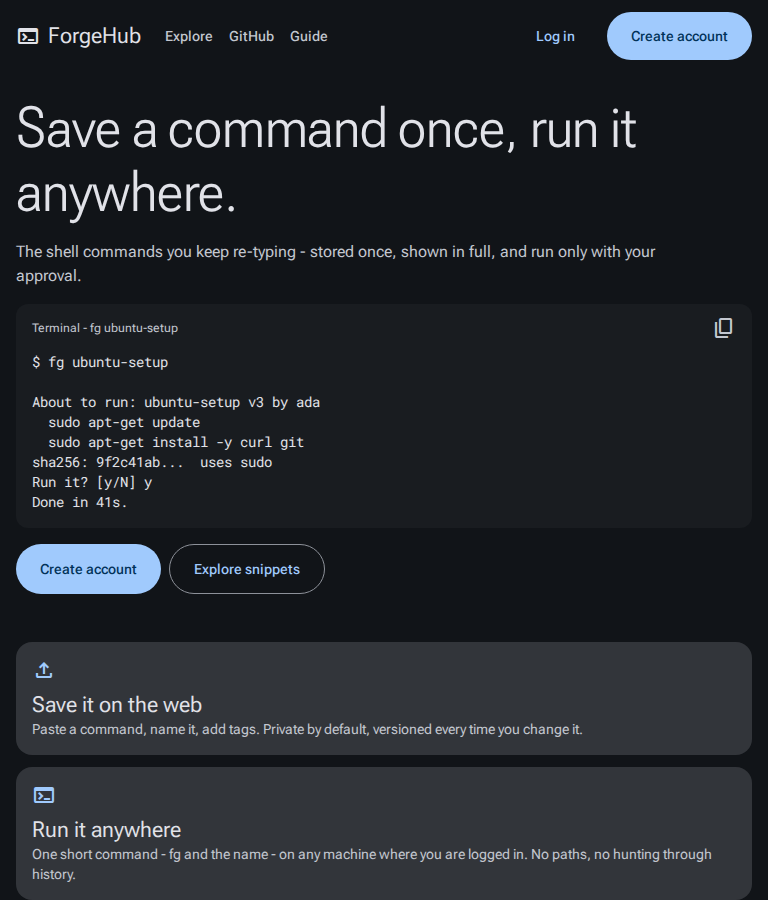 ForgeHub Explore GitHub Guide Log in Create account
Save a command once, run it
anywhere.
The shell commands you keep re-typing - stored once, shown in full, and run only with your
approval.
Terminal - fg ubuntu-setup
$ fg ubuntu-setup
About to run: ubuntu-setup v3 by ada
sudo apt-get update
sudo apt-get install -y curl git
sha256: 9f2c41ab... uses sudo
Run it? [y/N] y
Done in 41s.
Create account Explore snippets
Save it on the web
Paste a command, name it, add tags. Private by default, versioned every time you change it.
Run it anywhere
One short command - fg and the name - on any machine where you are logged in. No paths, no hunting through
history.